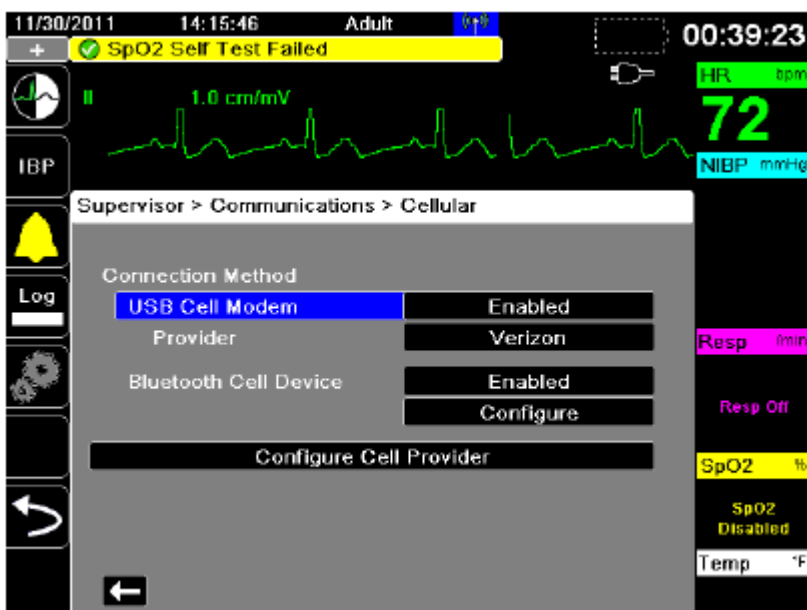 11/30/2011 14:15:46 Adult
00:39:23
+ SpO2 Self Test Failed
HR bpm
II 1.0 cm/mV
72
IBP
NIBP mmHg
Supervisor > Communications > Cellular
Connection Method
Log
USB Cell Modem Enabled
Provider Verizon
Resp /min
Bluetooth Cell Device Enabled
Configure
Resp Off
Configure Cell Provider
SpO2 %
SpO2
Disabled
Temp °F